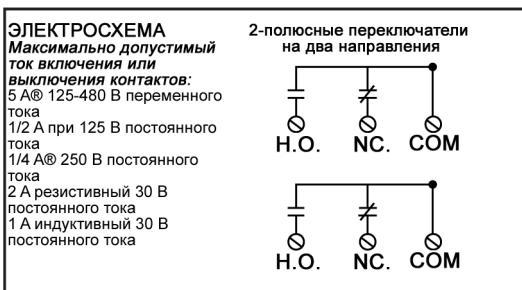 ЭЛЕКТРОСХЕМА
Максимально допустимый
ток включения или
выключения контактов:
5 А® 125-480 В переменного
тока
1/2 А при 125 В постоянного
тока
1/4 А® 250 В постоянного
тока
2 А резистивный 30 В
постоянного тока
1 А индуктивный 30 В
постоянного тока
2-полюсные переключатели
на два направления
Н.О. NC. COM
Н.О. NC. COM